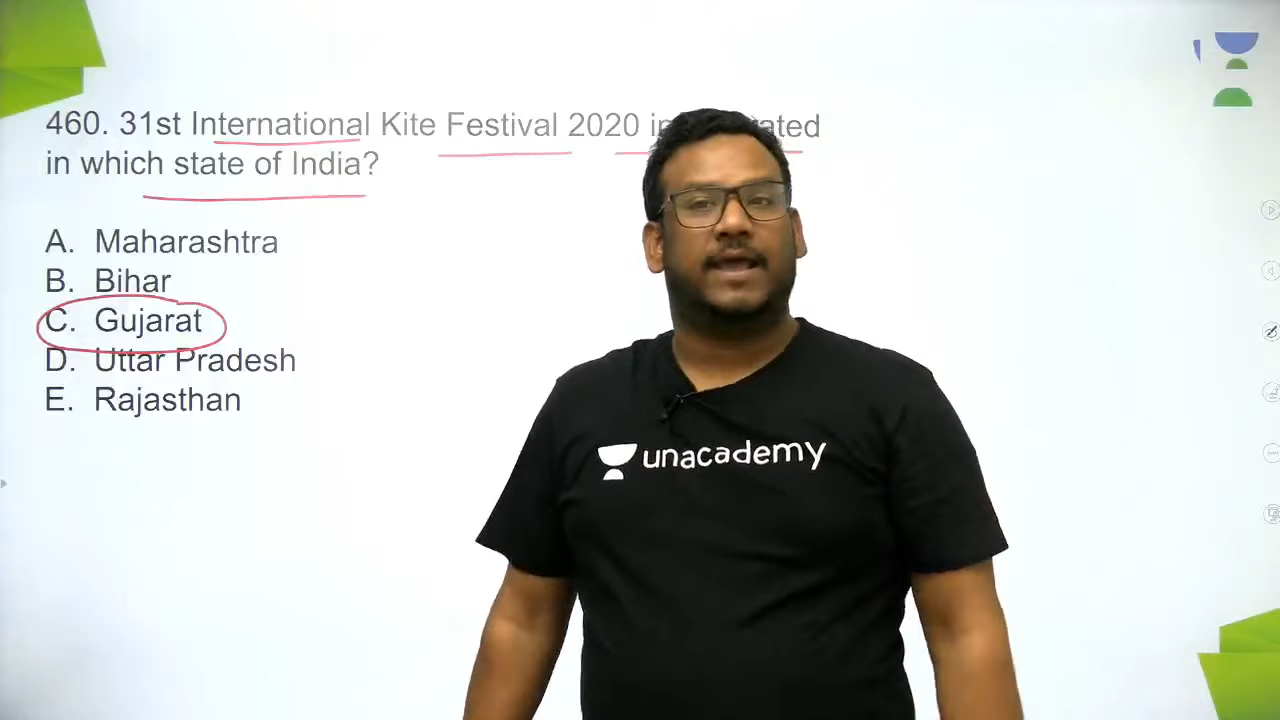 460. 31st International Kite Festival 2020
in which state of India?
A. Maharashtra
B. Bihar
C. Gujarat
D. Uttar Pradesh
E. Rajasthan
unacademy